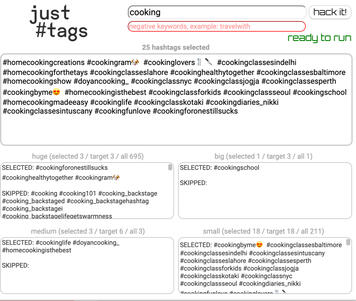 just
#tags
cooking
hack it!
negative keywords, example: travelwith
ready to run
25 hashtags selected
#homecookingcreations #cookingram🥠 #cookinglovers🍴🔪 #cookingclassesindelhi
#homecookingforthetays #cookingclasseslahore #cookinghealthytogether #cookingclassesbaltimore
#homecookingshow #doyancooking_ #cookingclassnyc #cookingclassjogja #cookingclassesperth
#cookingbyme😍 #homecookingisthebest #cookingclassforkids #cookingclassseoul #cookingschool
#homecookingmadeeasy #cookinglife #cookingclasskotaki #cookingdiaries_nikki
#cookingclassesintuscany #cookingfunlove #cookingforonestillsucks
huge (selected 3 / target 3 / all 695)
SELECTED: #cookingforonestillsucks
#cookinghealthytogether #cookingram🥠
SKIPPED: #cooking #cooking101 #cooking_backstage
#cooking_backstaged #cooking_backstagehashtag
#cooking_backstagei
#cooking_backstagelifeoetswarmness
big (selected 1 / target 3 / all 1)
SELECTED: #cookingschool
SKIPPED:
medium (selected 3 / target 6 / all 3)
SELECTED: #cookinglife #doyancooking_
#homecookingisthebest
SKIPPED:
small (selected 18 / target 18 / all 211)
SELECTED: #cookingbyme😍 #cookingclassesbaltimore
#cookingclassesindelhi #cookingclassesintuscany
#cookingclasseslahore #cookingclassesperth
#cookingclassforkids #cookingclassjogja
#cookingclasskotaki #cookingclassnyc
#cookingclassseoul #cookingdiaries_nikki
#cookingfunlove #cookinglovers🍴🔪